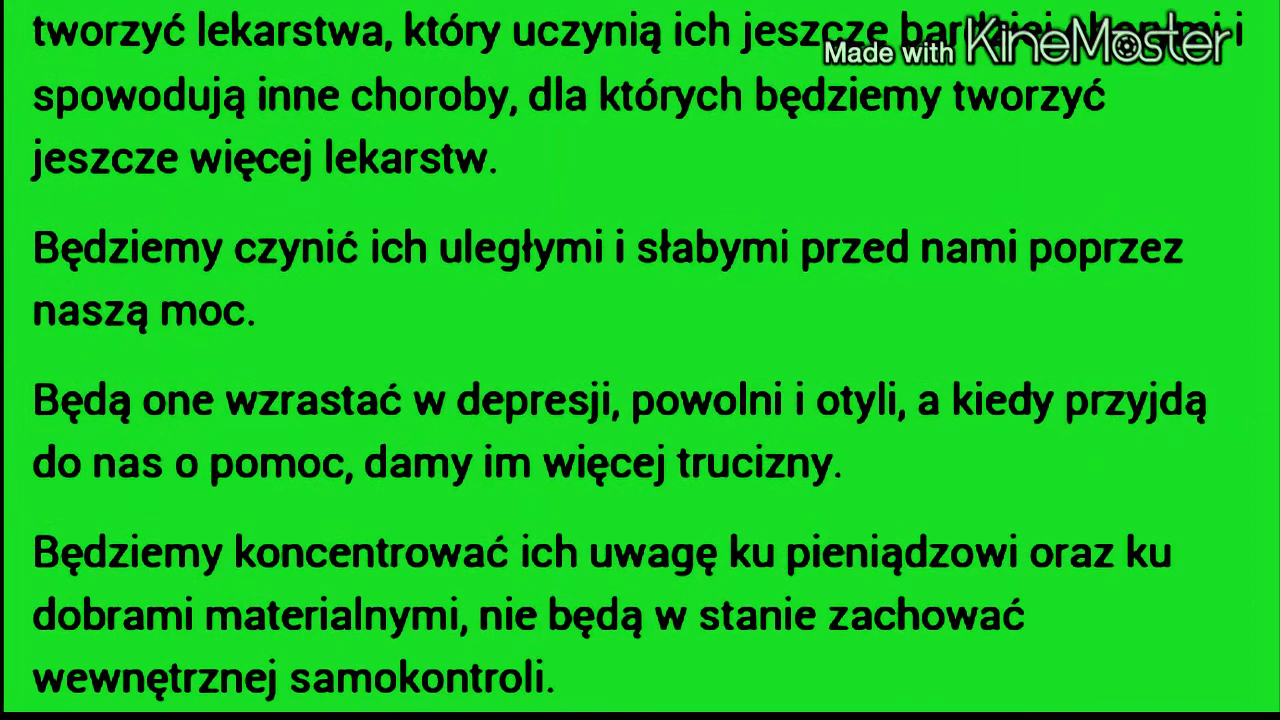 tworzyć lekarstwa, który uczynią ich jeszcze i
Made with KineMaster
spowodują inne choroby, dla których będziemy tworzyć
jeszcze więcej lekarstw.
Będziemy czynić ich uległymi i słabymi przed nami poprzez
naszą moc.
Będą one wzrastać w depresji, powolni i otyli, a kiedy przyjdą
do nas o pomoc, damy im więcej trucizny.
Będziemy koncentrować ich uwagę ku pieniądzowi oraz ku
dobrami materialnymi, nie będą w stanie zachować
wewnętrznej samokontroli.